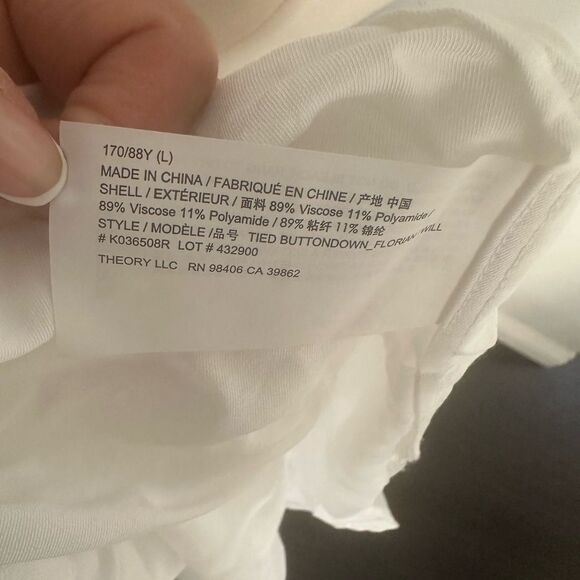 170/88Y (L)
MADE IN CHINA / FABRIQUÉ EN CHINE / 产地 中国
SHELL / EXTÉRIEUR / 面料 89% Viscose 11% Polyamide /
89% Viscose 11% Polyamide / 89% 粘纤 11% 锦纶
STYLE / MODÈLE /品号 TIED BUTTONDOWN_FLORIAN_WILL
# K036508R LOT # 432900
THEORY LLC RN 98406 CA 39862